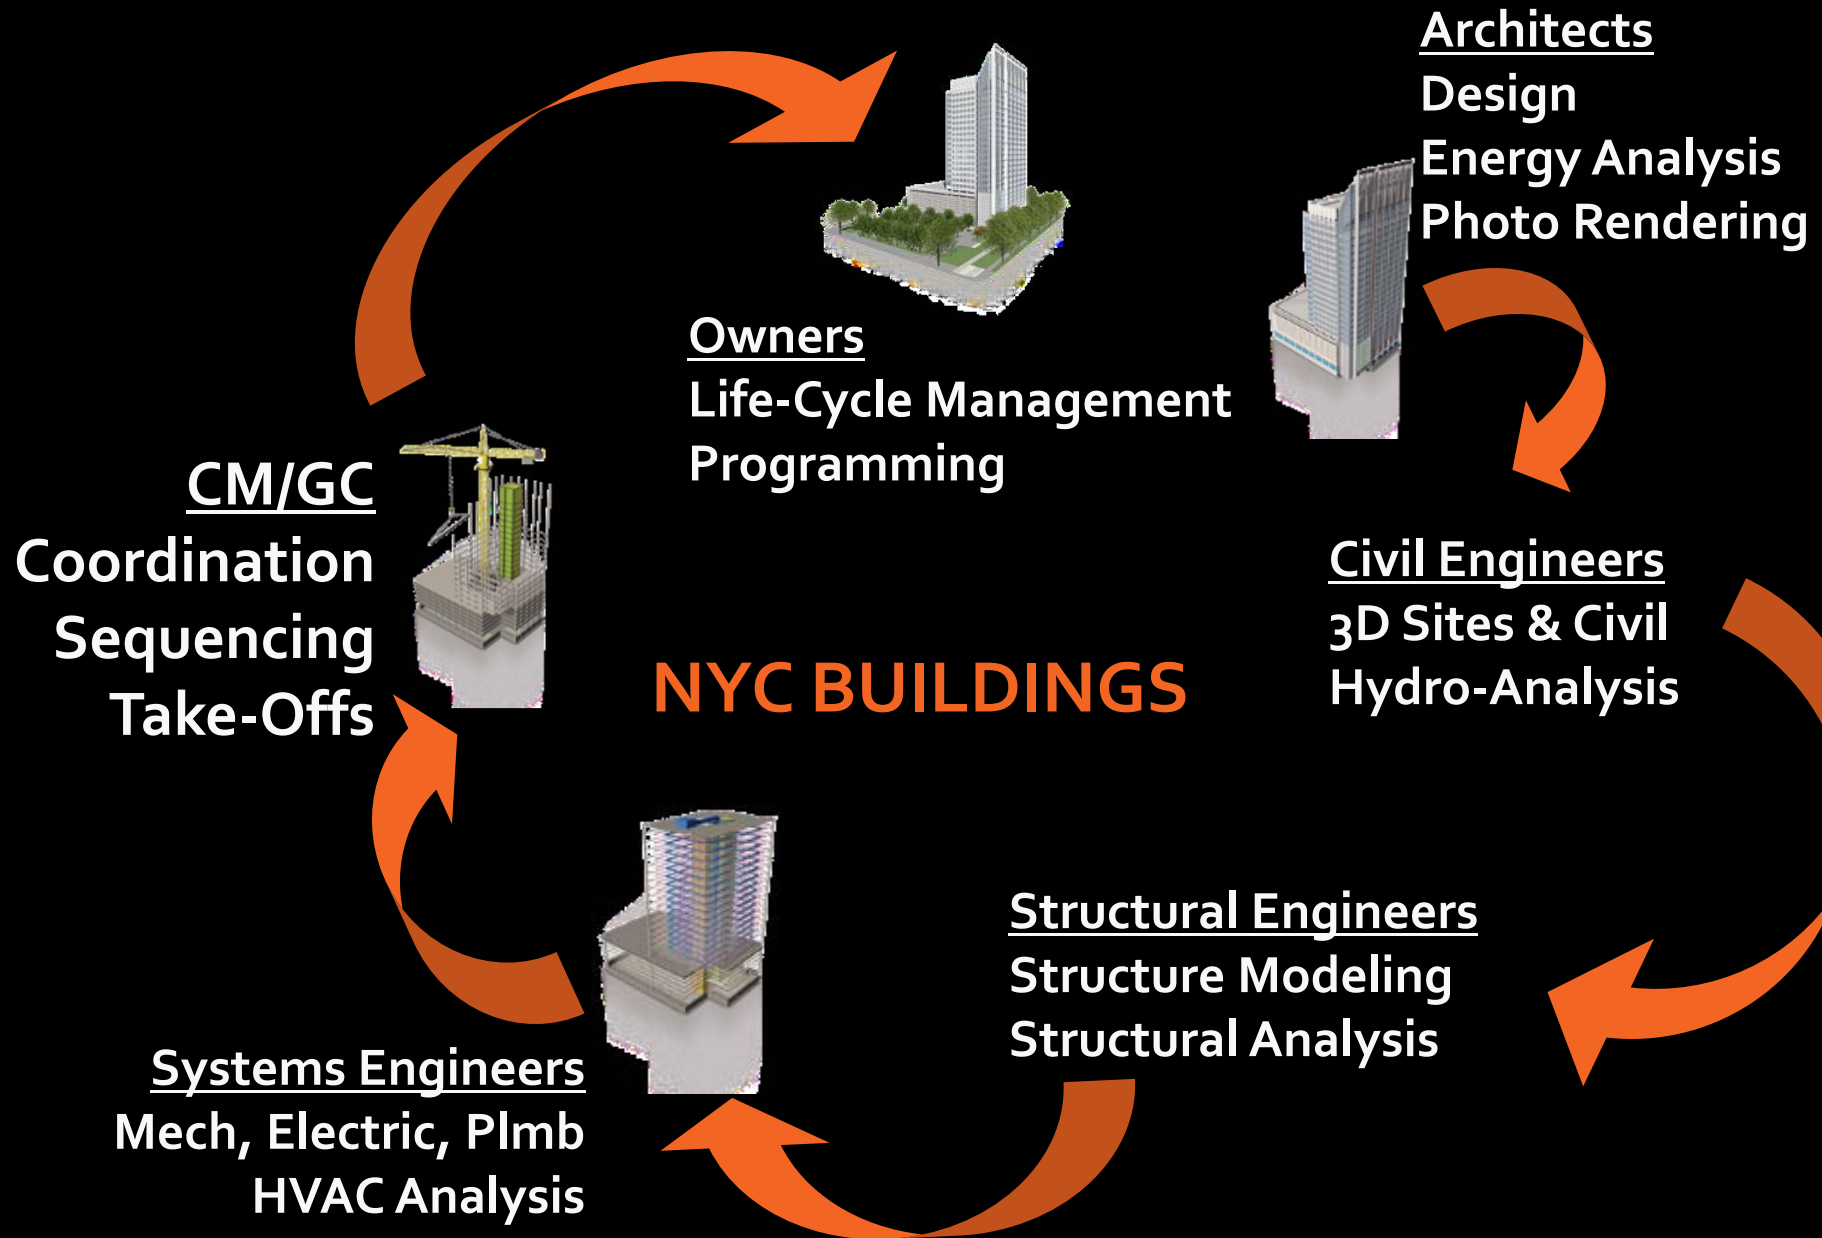 Architects
Design
Energy Analysis
Photo Rendering
Owners
Life-Cycle Management
Programming
CM/GC
Coordination
Sequencing
Take-Offs
Civil Engineers
3D Sites & Civil
Hydro-Analysis
NYC BUILDINGS
Structural Engineers
Structure Modeling
Structural Analysis
Systems Engineers
Mech, Electric, Plmb
HVAC Analysis